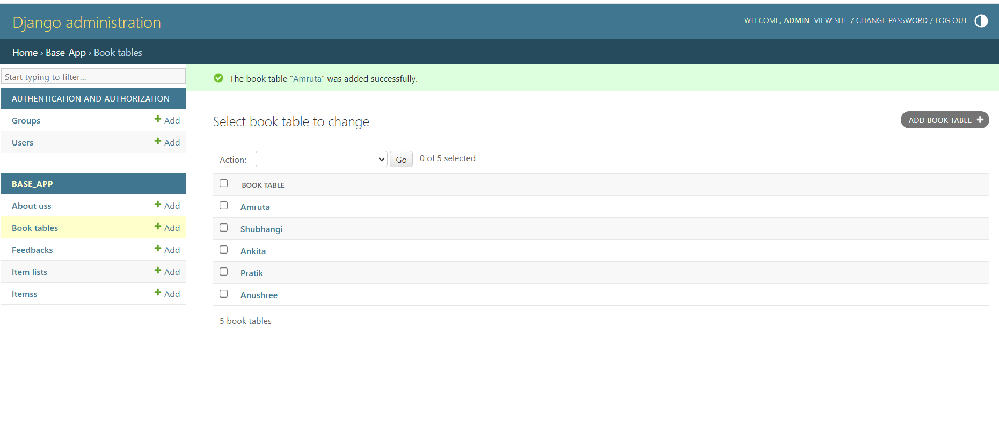 Django administration
WELCOME, ADMIN. VIEW SITE / CHANGE PASSWORD / LOG OUT
Home › Base_App › Book tables
Start typing to filter...
AUTHENTICATION AND AUTHORIZATION
Groups Add
Users Add
BASE_APP
About uss Add
Book tables Add
Feedbacks Add
Item lists Add
Itemss Add
The book table “Amruta” was added successfully.
Select book table to change
ADD BOOK TABLE
Action: --------- Go 0 of 5 selected
BOOK TABLE
Amruta
Shubhangi
Ankita
Pratik
Anushree
5 book tables